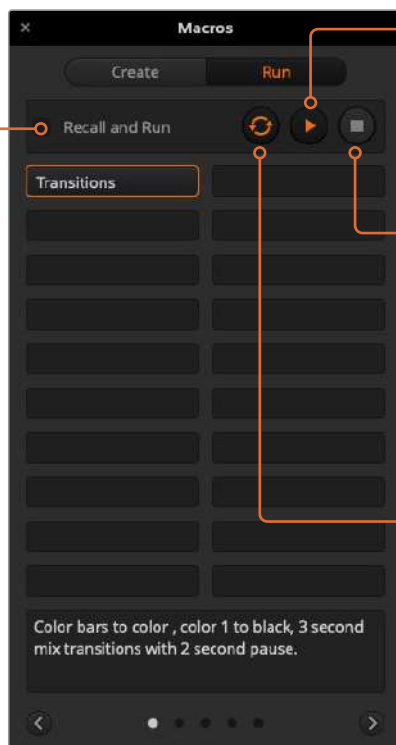 Macros
Create Run
Recall and Run
Transitions
Color bars to color , color 1 to black, 3 second
mix transitions with 2 second pause.